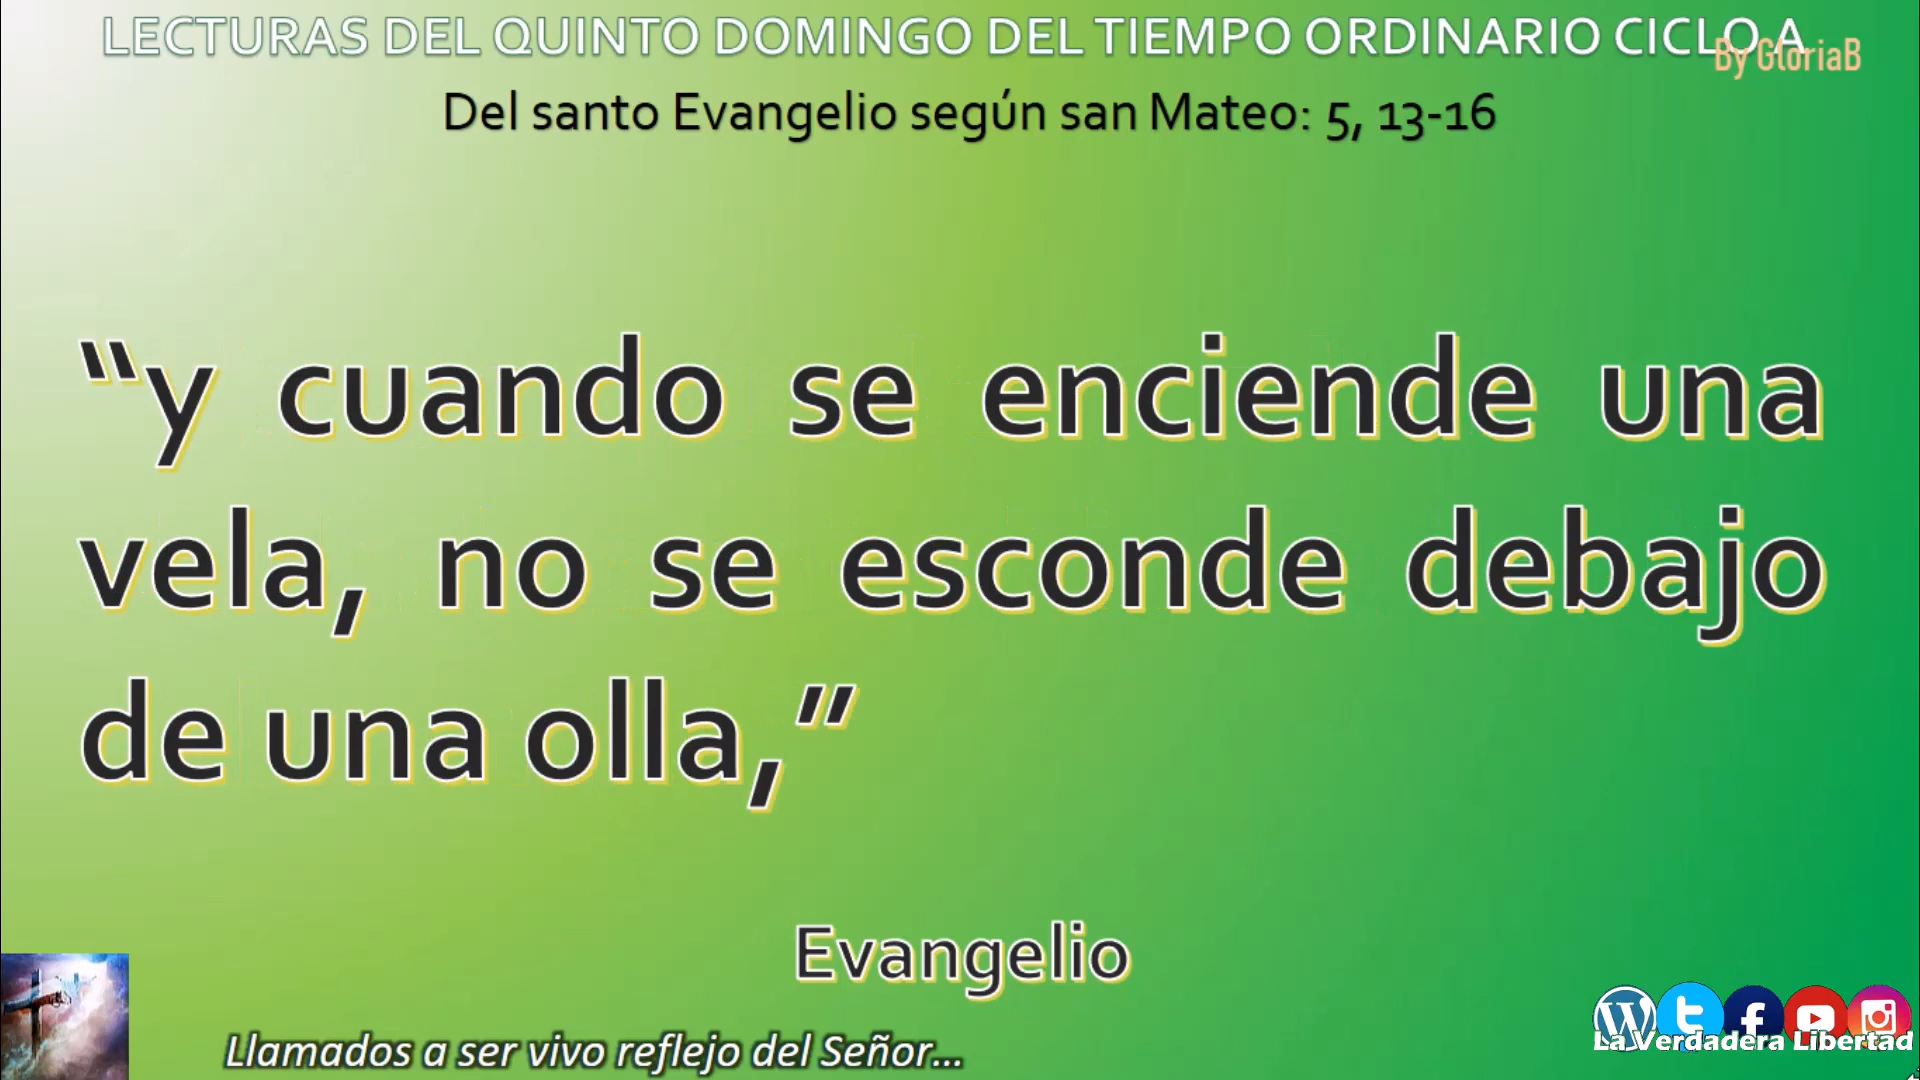 LECTURAS DEL QUINTO DOMINGO DEL TIEMPO ORDINARIO CICLO A
By GloriaB
Del santo Evangelio según san Mateo: 5, 13-16
“y cuando se enciende una
vela, no se esconde debajo
de una olla,”
Evangelio
Llamados a ser vivo reflejo del Señor...
La Verdadera Libertad